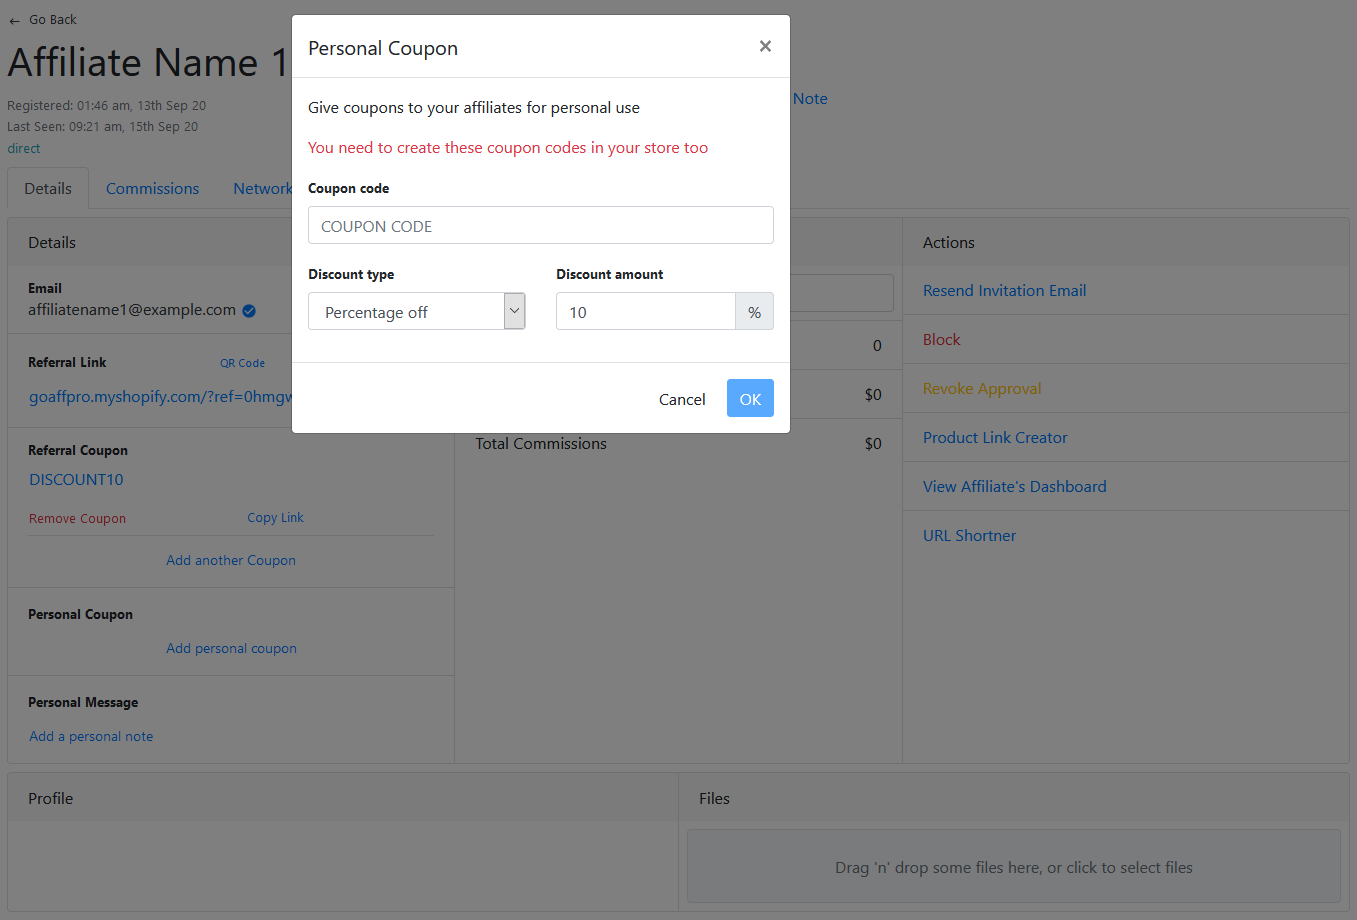 ← Go Back
Affiliate Name 1
Registered: 01:46 am, 13th Sep 20
Last Seen: 09:21 am, 15th Sep 20
direct
Note
Details
Commissions
Network
Personal Coupon
×
Give coupons to your affiliates for personal use
You need to create these coupon codes in your store too
Coupon code
COUPON CODE
Discount type
Discount amount
Percentage off
10
%
Cancel
OK
Details
Email
affiliatename1@example.com
Referral Link
QR Code
goaffpro.myshopify.com/?ref=0hmgw
Referral Coupon
DISCOUNT10
Remove Coupon
Copy Link
Add another Coupon
Personal Coupon
Add personal coupon
Personal Message
Add a personal note
0
$0
Total Commissions
$0
Actions
Resend Invitation Email
Block
Revoke Approval
Product Link Creator
View Affiliate's Dashboard
URL Shortner
Profile
Files
Drag 'n' drop some files here, or click to select files